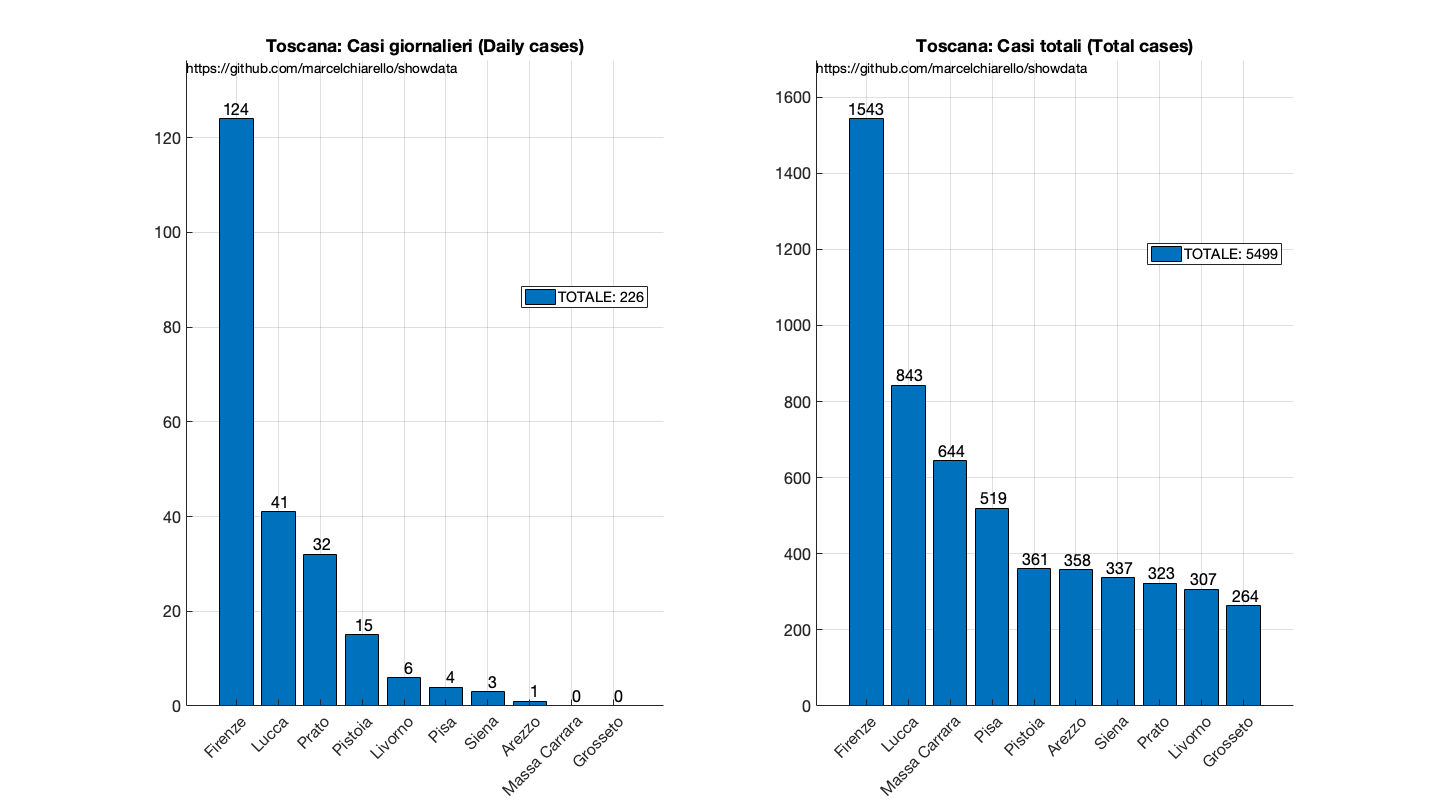 Toscana: Casi giornalieri (Daily cases)
https://github.com/marcelchiarello/showdata
120
100
80
60
40
20
0
124
41
32
15
6
4
3
1
0
0
TOTALE: 226
Firenze
Lucca
Prato
Pistoia
Livorno
Pisa
Siena
Arezzo
Massa Carrara
Grosseto
Toscana: Casi totali (Total cases)
https://github.com/marcelchiarello/showdata
1600
1400
1200
1000
800
600
400
200
0
1543
843
644
519
361
358
337
323
307
264
TOTALE: 5499
Firenze
Lucca
Massa Carrara
Pisa
Pistoia
Arezzo
Siena
Prato
Livorno
Grosseto